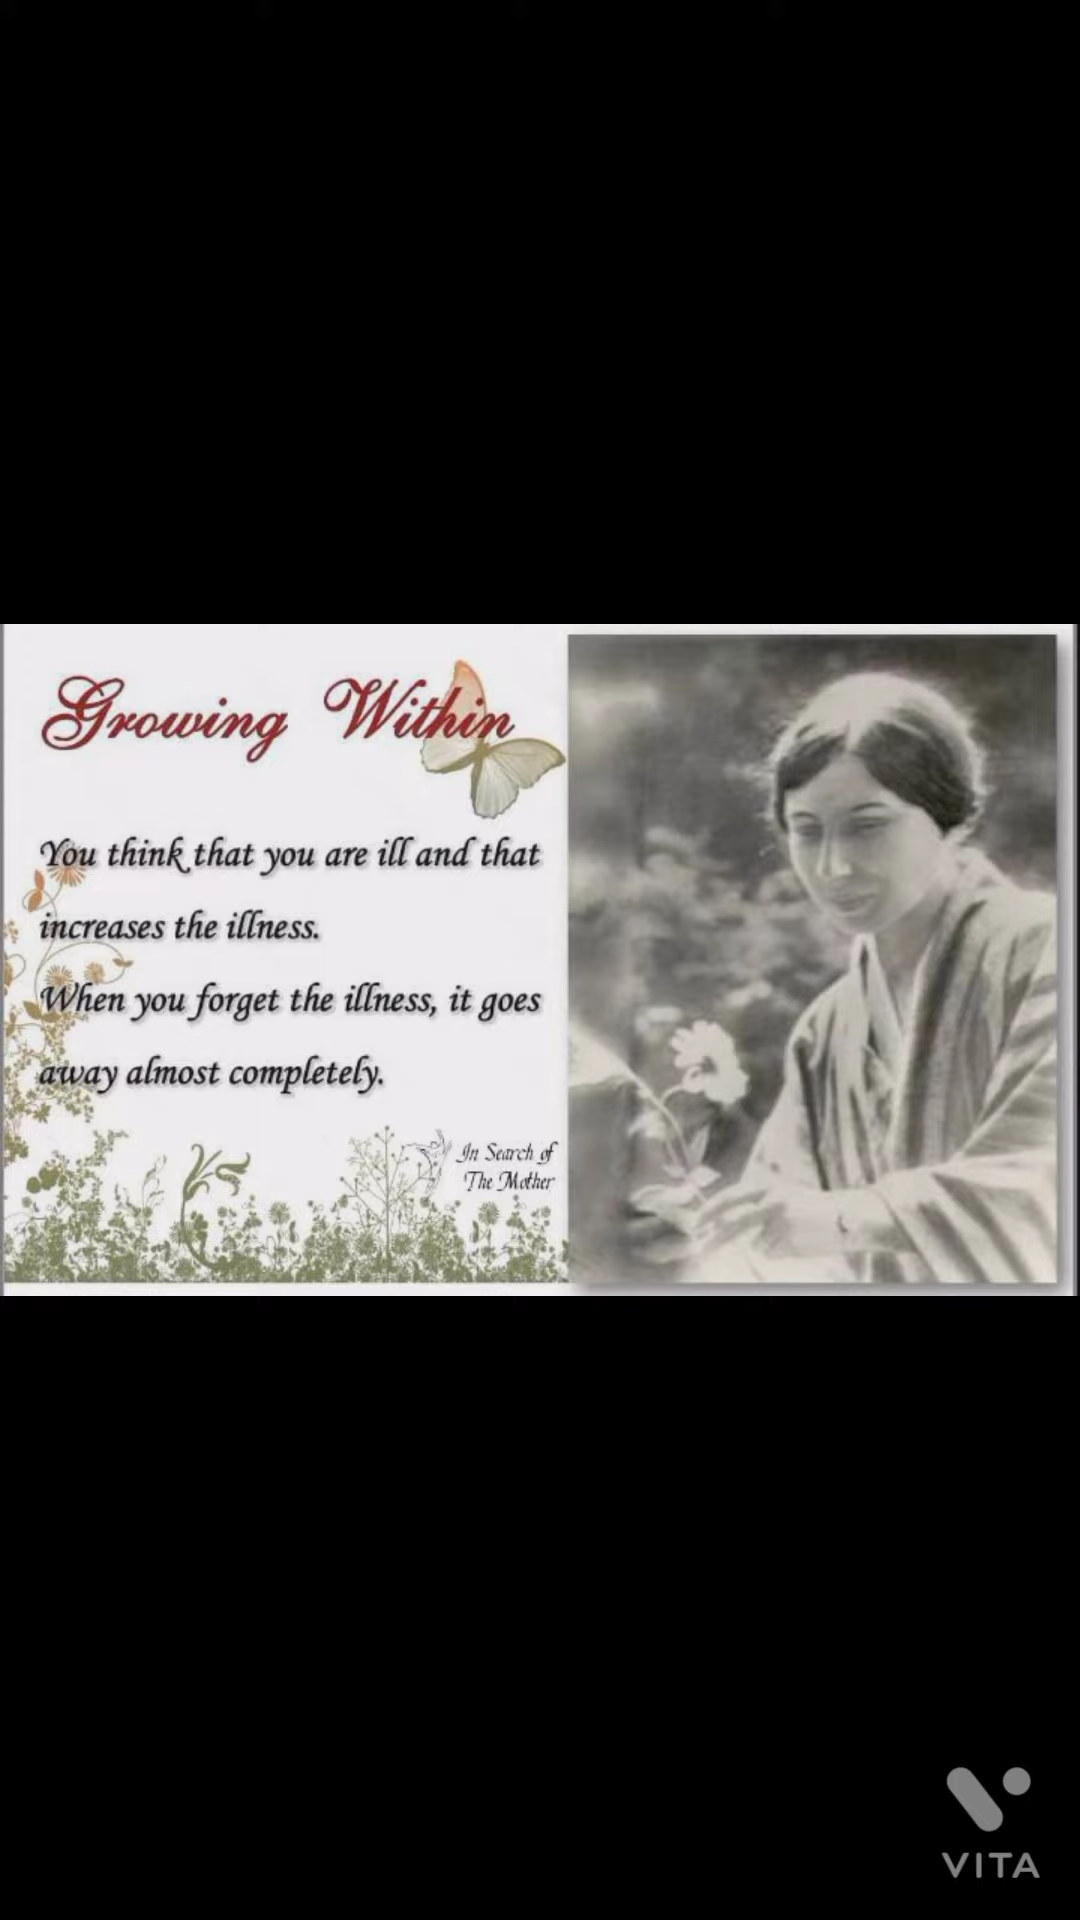 Growing Within
You think that you are ill and that
increases the illness.
When you forget the illness, it goes
away almost completely.
In Search of
The Mother
VITA